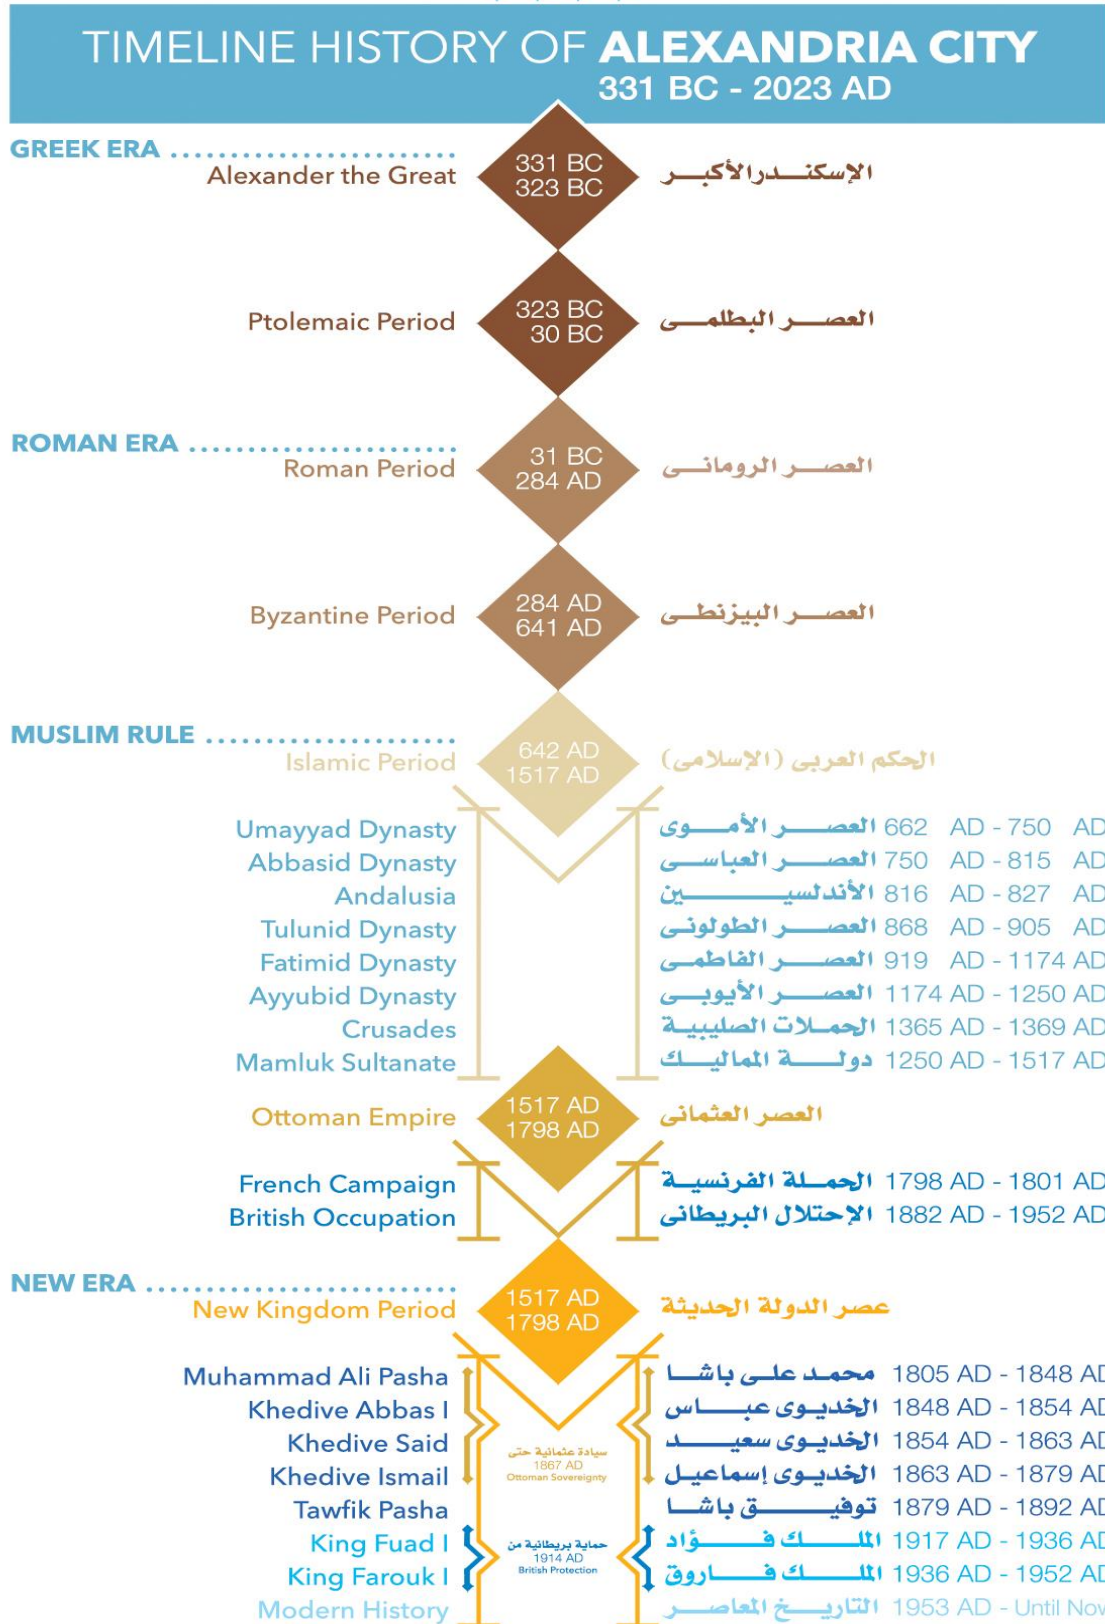 TIMELINE HISTORY OF ALEXANDRIA CITY
331 BC - 2023 AD
GREEK ERA
Alexander the Great 331 BC 323 BC الإسكندر الأكبر
Ptolemaic Period 323 BC 30 BC العصر البطلمى
ROMAN ERA
Roman Period 31 BC 284 AD العصر الرومانى
Byzantine Period 284 AD 641 AD العصر البيزنطى
MUSLIM RULE
Islamic Period 642 AD 1517 AD الحكم العربى (الإسلامى)
Umayyad Dynasty العصر الأموى 662 AD - 750 AD
Abbasid Dynasty العصر العباسى 750 AD - 815 AD
Andalusia الأندلسيين 816 AD - 827 AD
Tulunid Dynasty العصر الطولونى 868 AD - 905 AD
Fatimid Dynasty العصر الفاطمى 919 AD - 1174 AD
Ayyubid Dynasty العصر الأيوبى 1174 AD - 1250 AD
Crusades الحملات الصليبية 1365 AD - 1369 AD
Mamluk Sultanate دولة المماليك 1250 AD - 1517 AD
Ottoman Empire 1517 AD 1798 AD العصر العثمانى
French Campaign الحملة الفرنسية 1798 AD - 1801 AD
British Occupation الإحتلال البريطانى 1882 AD - 1952 AD
NEW ERA
New Kingdom Period 1517 AD 1798 AD عصر الدولة الحديثة
Muhammad Ali Pasha محمد على باشا 1805 AD - 1848 AD
Khedive Abbas I الخديوى عباس 1848 AD - 1854 AD
Khedive Said الخديوى سعيد 1854 AD - 1863 AD
سيادة عثمانية حتى
1867 AD
Ottoman Sovereignty
Khedive Ismail الخديوى إسماعيل 1863 AD - 1879 AD
Tawfik Pasha توفيق باشا 1879 AD - 1892 AD
King Fuad I الملك فؤاد 1917 AD - 1936 AD
حماية بريطانية من
1914 AD
British Protection
King Farouk I الملك فاروق 1936 AD - 1952 AD
Modern History التاريخ المعاصر 1953 AD - Until Now